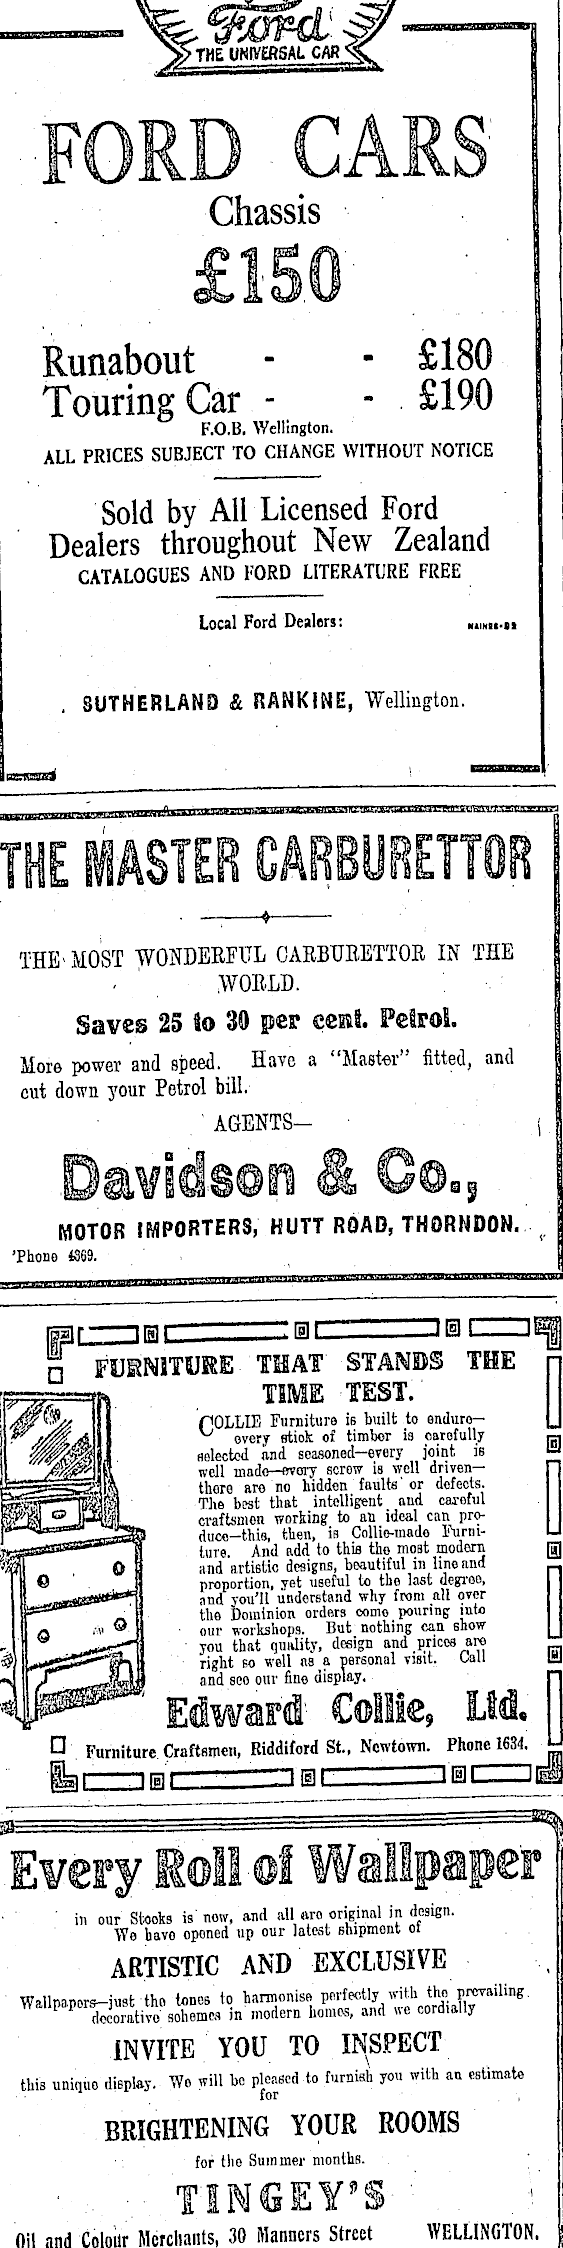 Ford
THE UNIVERSAL CAR
FORD CARS
Chassis
£150
Runabout - - £180
Touring Car - - £190
F.O.B. Wellington.
ALL PRICES SUBJECT TO CHANGE WITHOUT NOTICE
Sold by All Licensed Ford
Dealers throughout New Zealand
CATALOGUES AND FORD LITERATURE FREE
Local Ford Dealers:
SUTHERLAND & RANKINE, Wellington.
THE MASTER CARBURETTOR
THE MOST WONDERFUL CARBURETTOR IN THE
WORLD.
Saves 25 to 30 per cent. Petrol.
More power and speed. Have a "Master" fitted, and
cut down your Petrol bill.
AGENTS—
Davidson & Co.,
MOTOR IMPORTERS, HUTT ROAD, THORNDON.
'Phone 4369.
FURNITURE THAT STANDS THE
TIME TEST.
COLLIE Furniture is built to endure—
every stick of timber is carefully
selected and seasoned—every joint is
well made—every screw is well driven—
there are no hidden faults or defects.
The best that intelligent and careful
craftsmen working to an ideal can pro-
duce—this, then, is Collie-made Furni-
ture. And add to this the most modern
and artistic designs, beautiful in line and
proportion, yet useful to the last degree,
and you'll understand why from all over
the Dominion orders come pouring into
our workshops. But nothing can show
you that quality, design and prices are
right so well as a personal visit. Call
and see our fine display.
Edward Collie, Ltd.
Furniture Craftsmen, Riddiford St., Newtown. Phone 1634.
Every Roll of Wallpaper
in our Stocks is new, and all are original in design.
We have opened up our latest shipment of
ARTISTIC AND EXCLUSIVE
Wallpapers—just the tones to harmonise perfectly with the prevailing
decorative schemes in modern homes, and we cordially
INVITE YOU TO INSPECT
this unique display. We will be pleased to furnish you with an estimate
for
BRIGHTENING YOUR ROOMS
for the Summer months.
TINGEY'S
Oil and Colour Merchants, 30 Manners Street WELLINGTON.